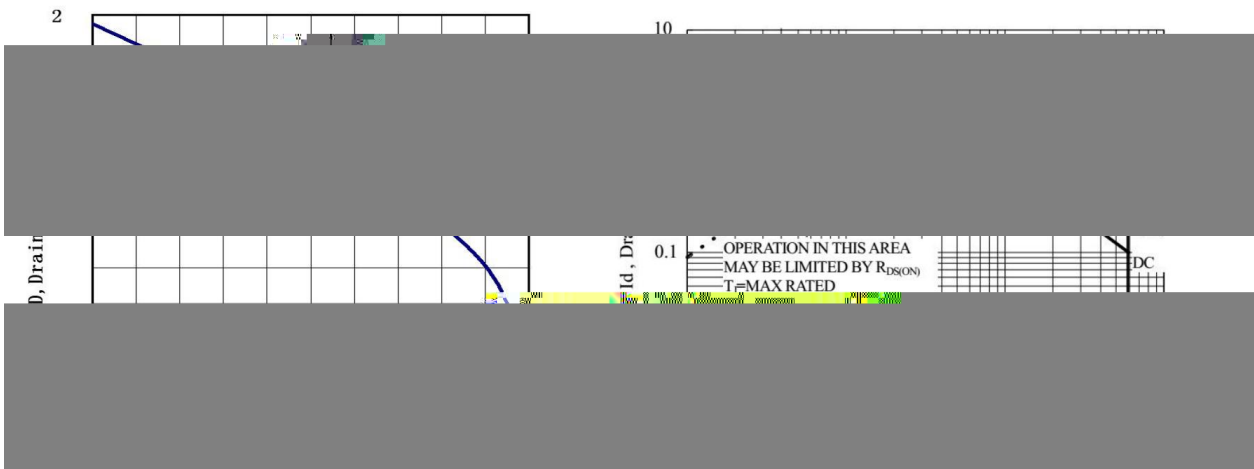 2
D,Drain
10
Id, Dra
0.1
OPERATION IN THIS AREA
MAY BE LIMITED BY RDS(ON)
TJ=MAX RATED
DC